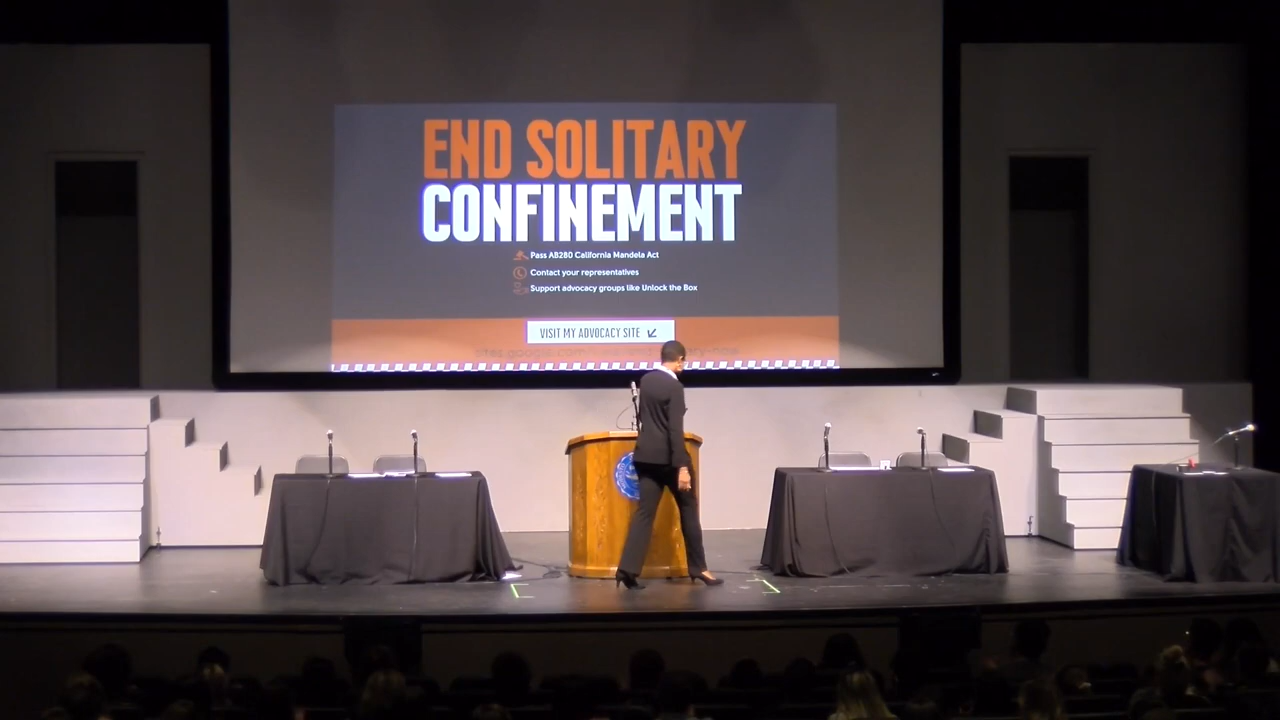 END SOLITARY
CONFINEMENT
Pass AB280 California Mandela Act
Contact your representatives
Support advocacy groups like Unlock the Box
VISIT MY ADVOCACY SITE